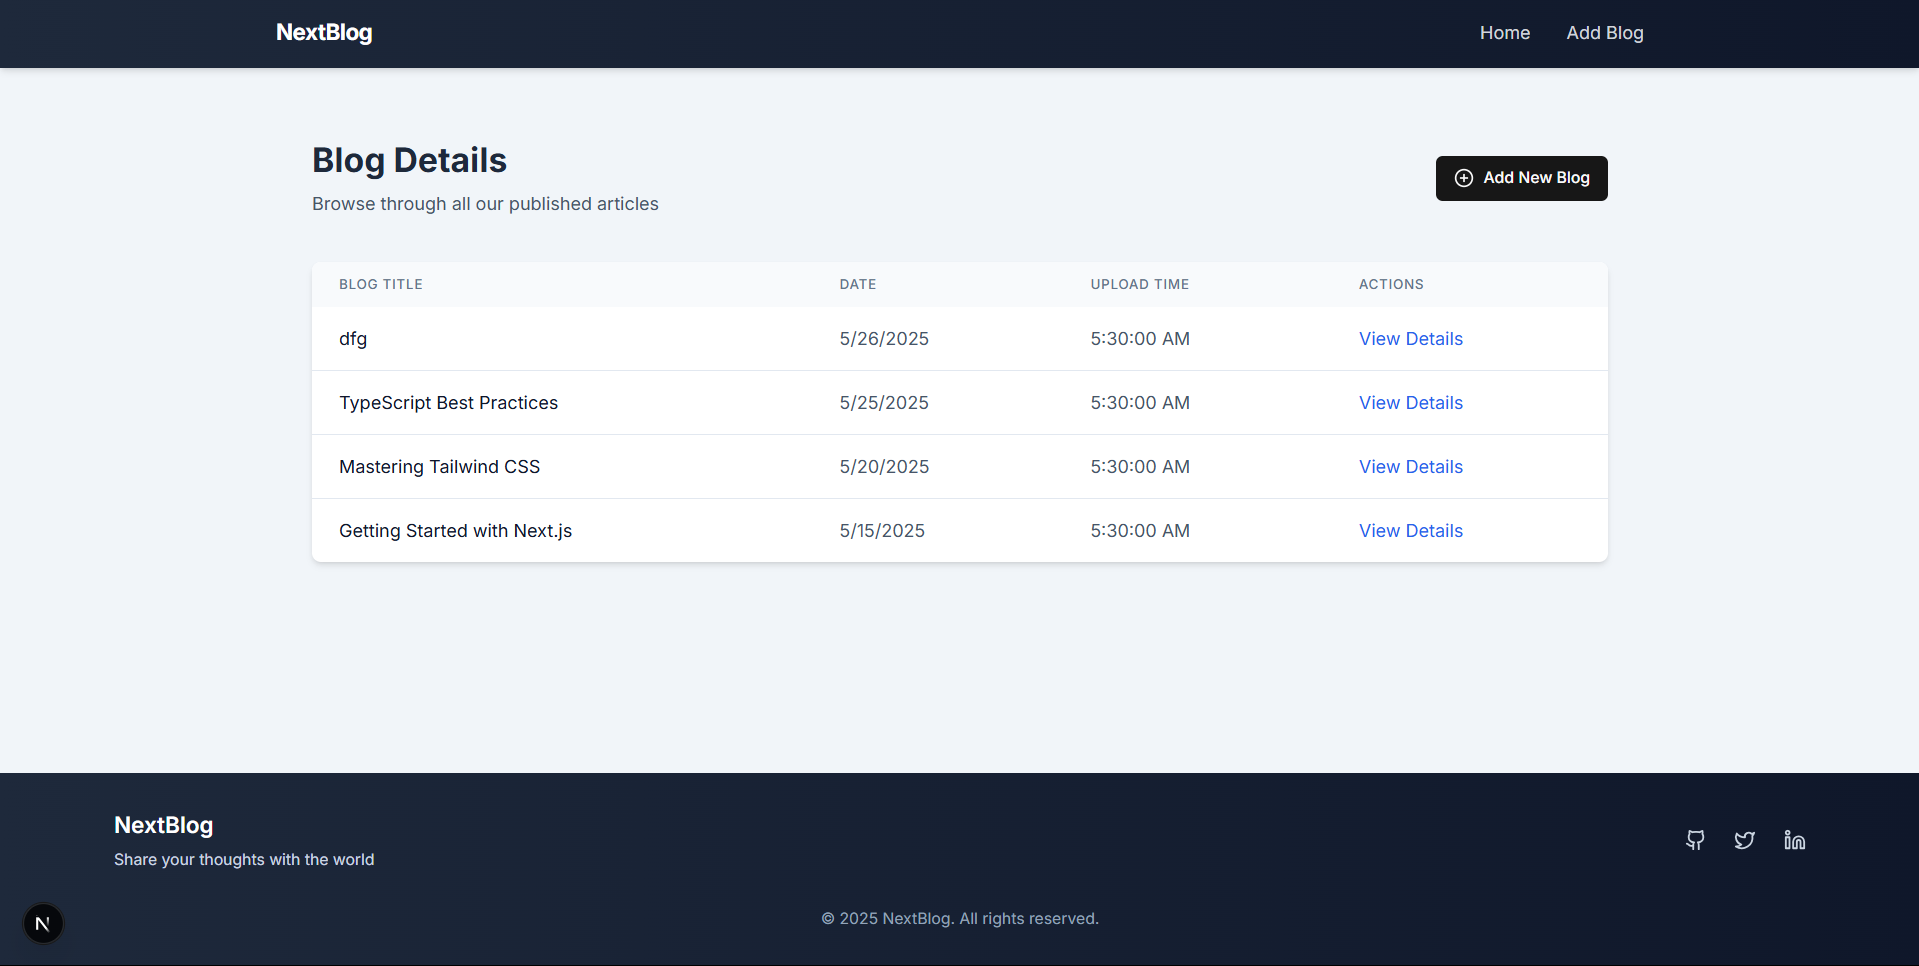 NextBlog
Home
Add Blog
Blog Details
Browse through all our published articles
Add New Blog
BLOG TITLE DATE UPLOAD TIME ACTIONS
dfg 5/26/2025 5:30:00 AM View Details
TypeScript Best Practices 5/25/2025 5:30:00 AM View Details
Mastering Tailwind CSS 5/20/2025 5:30:00 AM View Details
Getting Started with Next.js 5/15/2025 5:30:00 AM View Details
NextBlog
Share your thoughts with the world
N
© 2025 NextBlog. All rights reserved.